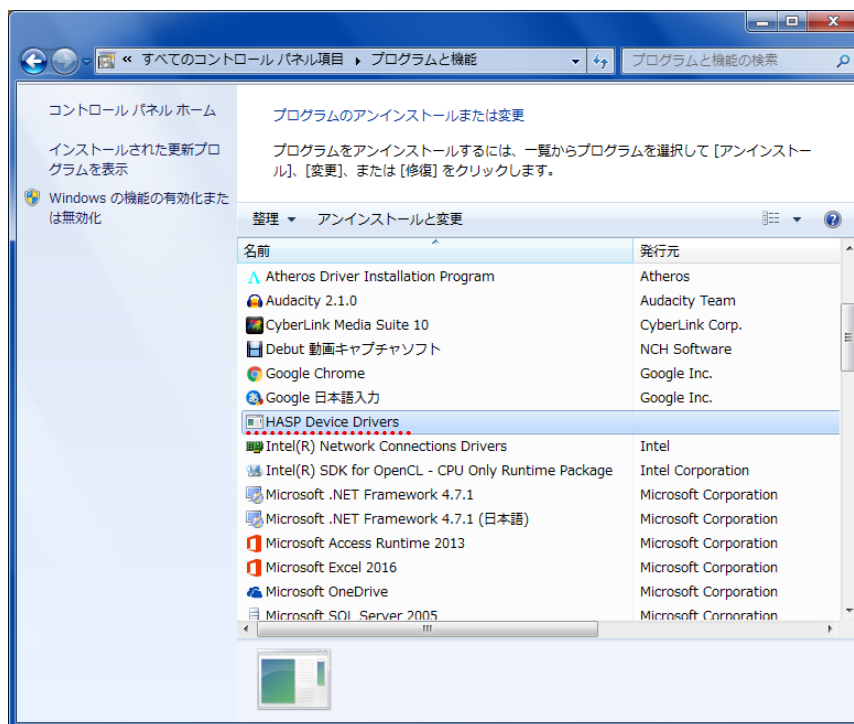 « すべてのコントロール パネル項目 ▸ プログラムと機能
プログラムと機能の検索
コントロール パネル ホーム
インストールされた更新プロ
グラムを表示
Windows の機能の有効化また
は無効化
プログラムのアンインストールまたは変更
プログラムをアンインストールするには、一覧からプログラムを選択して [アンインストー
ル]、[変更]、または [修復] をクリックします。
整理 ▼ アンインストールと変更
名前 発行元
Atheros Driver Installation Program Atheros
Audacity 2.1.0 Audacity Team
CyberLink Media Suite 10 CyberLink Corp.
Debut 動画キャプチャソフト NCH Software
Google Chrome Google Inc.
Google 日本語入力 Google Inc.
HASP Device Drivers
Intel(R) Network Connections Drivers Intel
Intel(R) SDK for OpenCL - CPU Only Runtime Package Intel Corporation
Microsoft .NET Framework 4.7.1 Microsoft Corporation
Microsoft .NET Framework 4.7.1 (日本語) Microsoft Corporation
Microsoft Access Runtime 2013 Microsoft Corporation
Microsoft Excel 2016 Microsoft Corporation
Microsoft OneDrive Microsoft Corporation
Microsoft SQL Server 2005 Microsoft Corporation